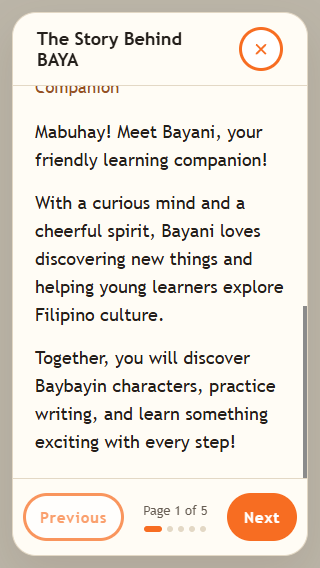 The Story Behind
BAYA
Companion
Mabuhay! Meet Bayani, your
friendly learning companion!
With a curious mind and a
cheerful spirit, Bayani loves
discovering new things and
helping young learners explore
Filipino culture.
Together, you will discover
Baybayin characters, practice
writing, and learn something
exciting with every step!
Previous
Page 1 of 5
Next